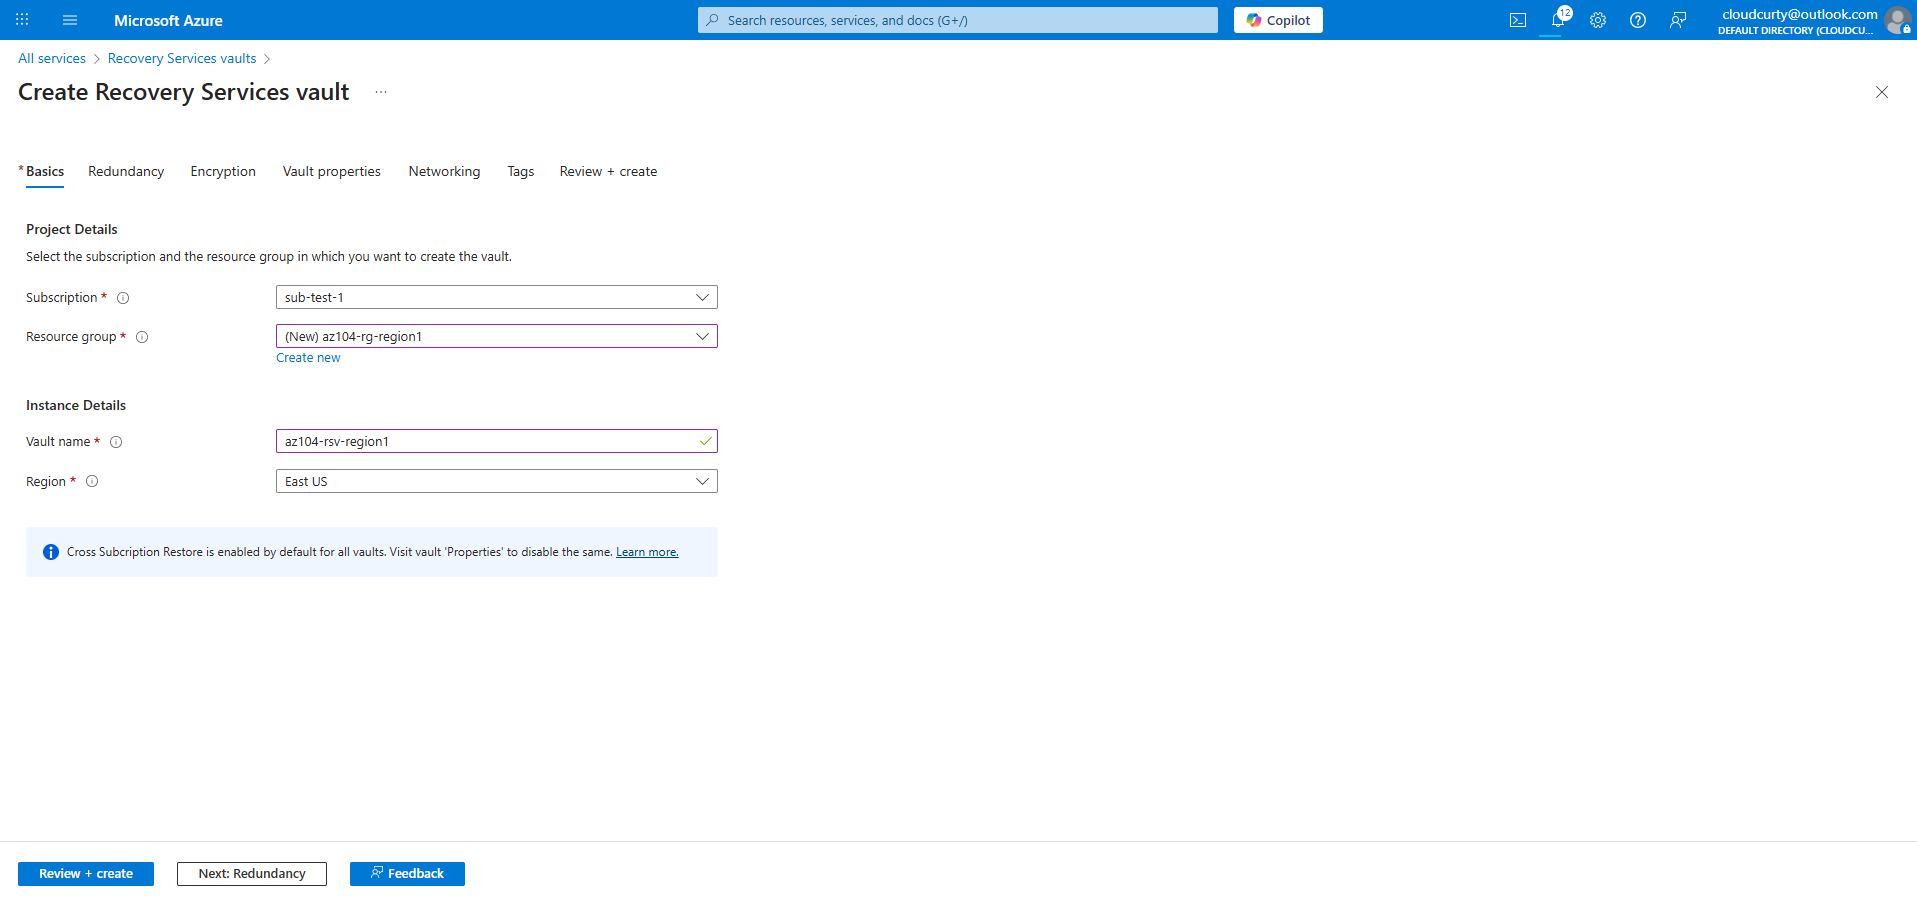 Microsoft Azure
Search resources, services, and docs (G+/)
Copilot
12
cloudcurty@outlook.com
DEFAULT DIRECTORY (CLOUDCU...
All services > Recovery Services vaults >
Create Recovery Services vault ...
* Basics Redundancy Encryption Vault properties Networking Tags Review + create
Project Details
Select the subscription and the resource group in which you want to create the vault.
Subscription * sub-test-1
Resource group * (New) az104-rg-region1
Create new
Instance Details
Vault name * az104-rsv-region1
Region * East US
Cross Subcription Restore is enabled by default for all vaults. Visit vault 'Properties' to disable the same. Learn more.
Review + create Next: Redundancy Feedback